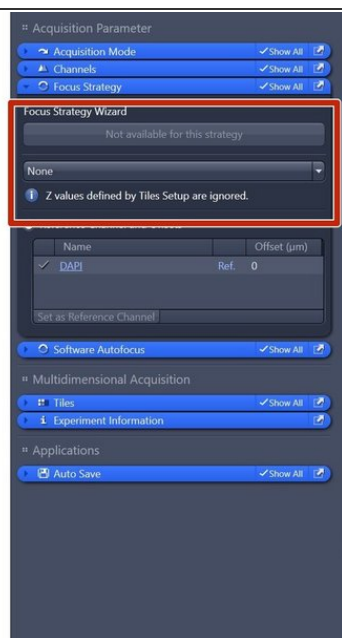 Acquisition Parameter
Acquisition Mode Show All
Channels Show All
Focus Strategy Show All
Focus Strategy Wizard
Not available for this strategy
None
Z values defined by Tiles Setup are ignored.
Name Offset (µm)
DAPI Ref. 0
Set as Reference Channel
Software Autofocus Show All
Multidimensional Acquisition
Tiles Show All
Experiment Information
Applications
Auto Save Show All